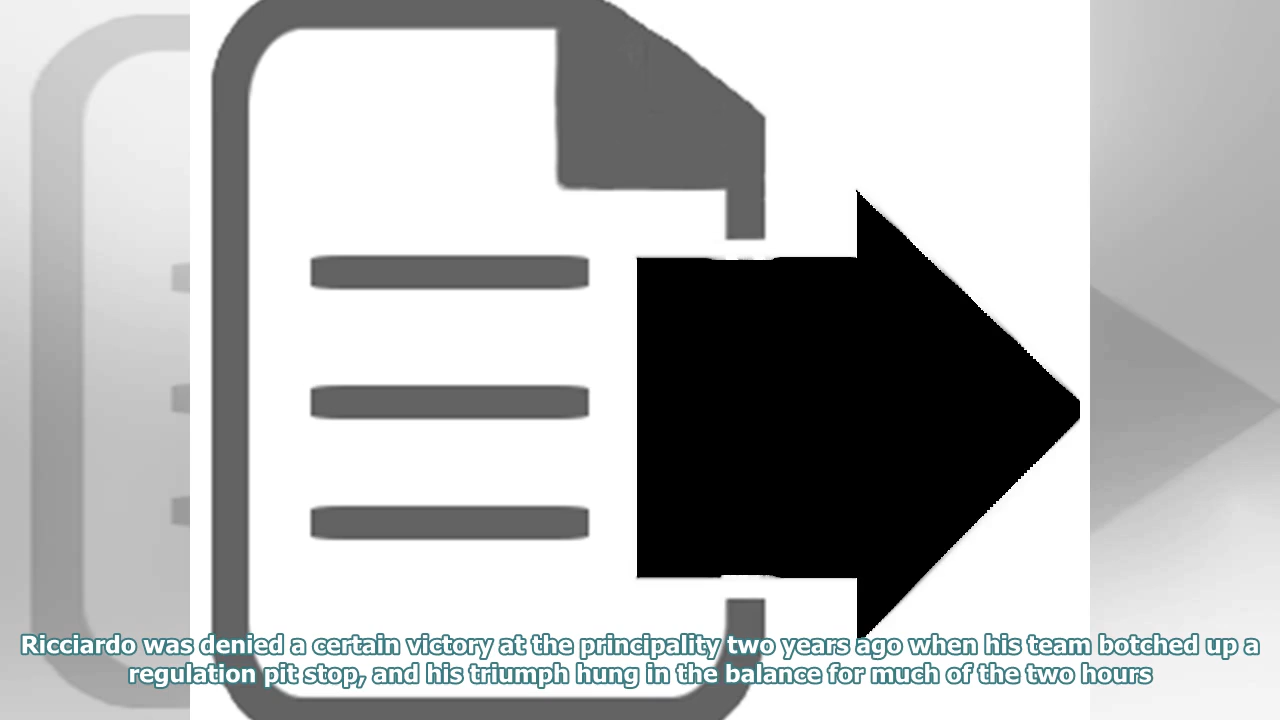 Ricciardo was denied a certain victory at the principality two years ago when his team botched up a
regulation pit stop, and his triumph hung in the balance for much of the two hours